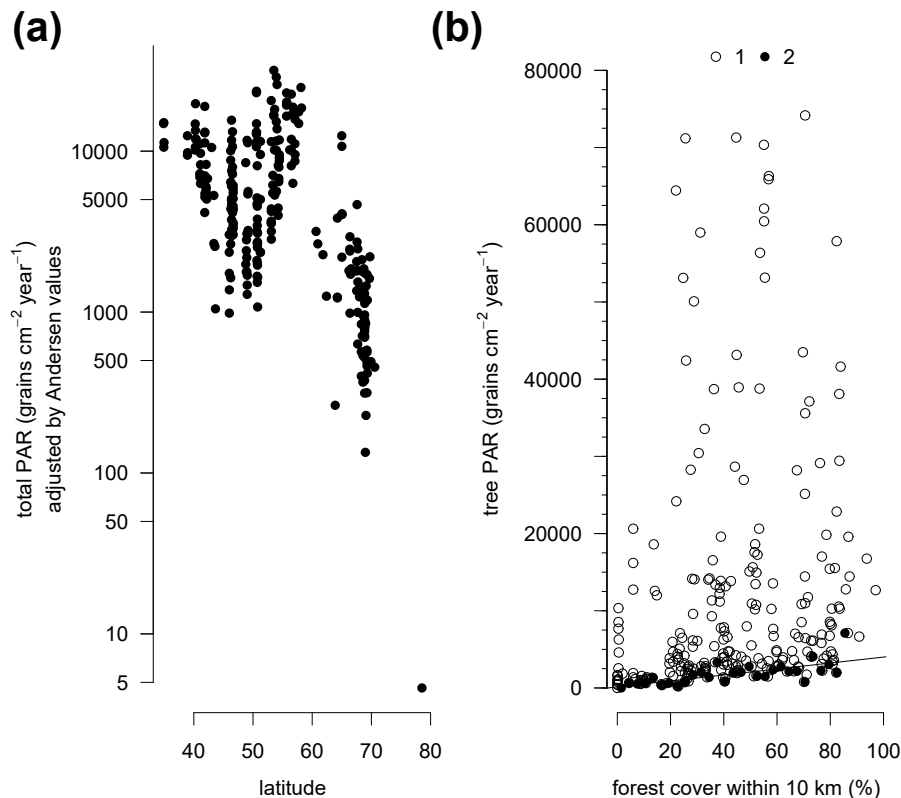 (a)
total PAR (grains cm−2 year−1)
adjusted by Andersen values
10000
5000
1000
500
100
50
10
5
40 50 60 70 80
latitude
(b)
1 2
tree PAR (grains cm−2 year−1)
80000
60000
40000
20000
0
0 20 40 60 80 100
forest cover within 10 km (%)